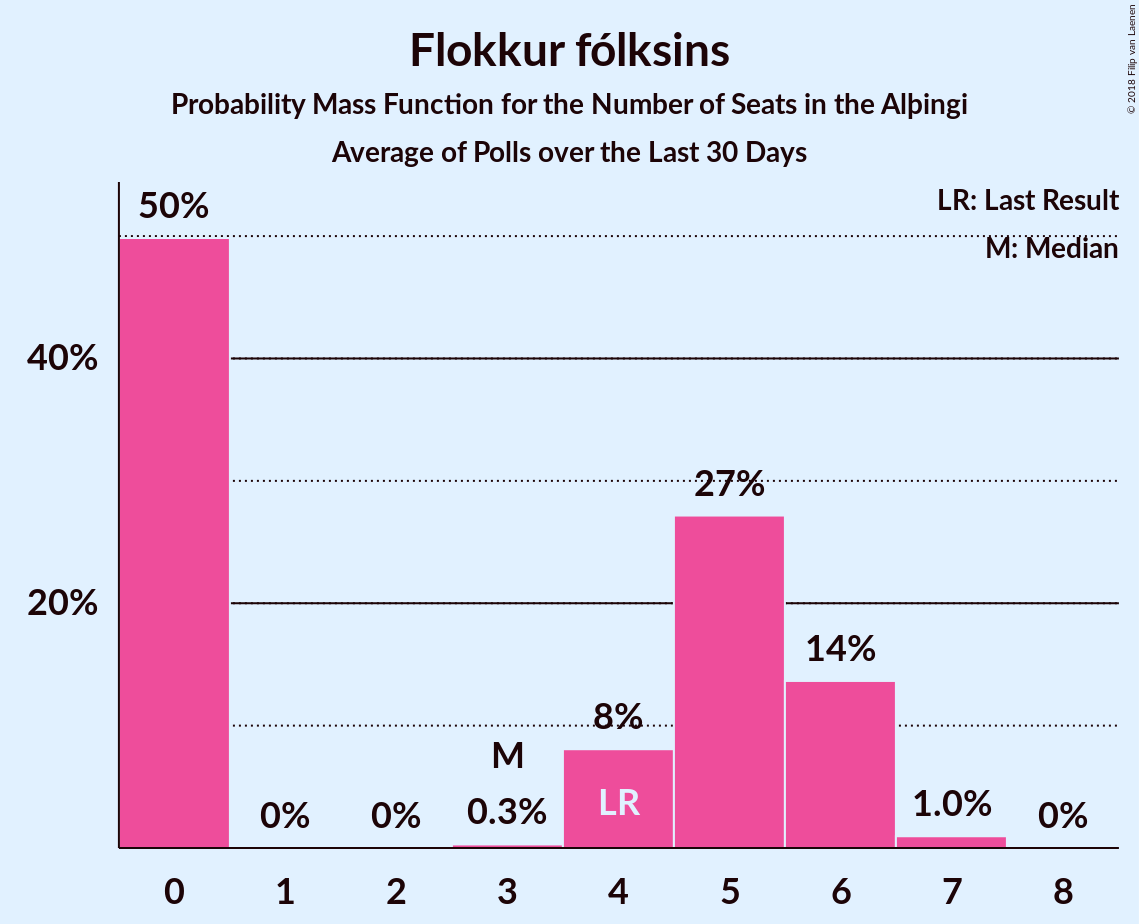 Flokkur fólksins
Probability Mass Function for the Number of Seats in the Alþingi
Average of Polls over the Last 30 Days
© 2018 Filip van Laenen
LR: Last Result
M: Median
50%
40%
27%
20%
14%
8%
M
LR
0% 0% 0.3% 1.0% 0%
0 1 2 3 4 5 6 7 8